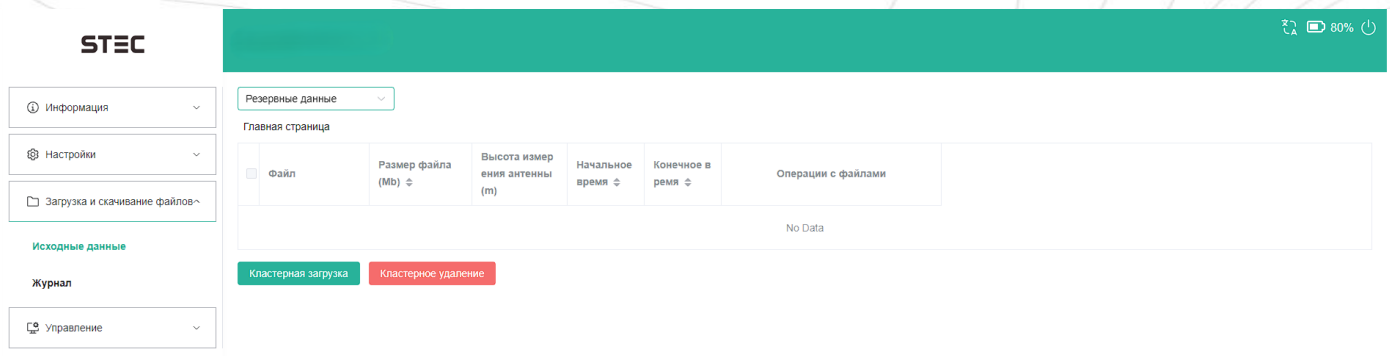 STEC
80%
Информация
Настройки
Загрузка и скачивание файлов
Исходные данные
Журнал
Управление
Резервные данные
Главная страница
Файл
Размер файла
(Mb)
Высота измер
ения антенны
(m)
Начальное
время
Конечное в
ремя
Операции с файлами
No Data
Кластерная загрузка
Кластерное удаление